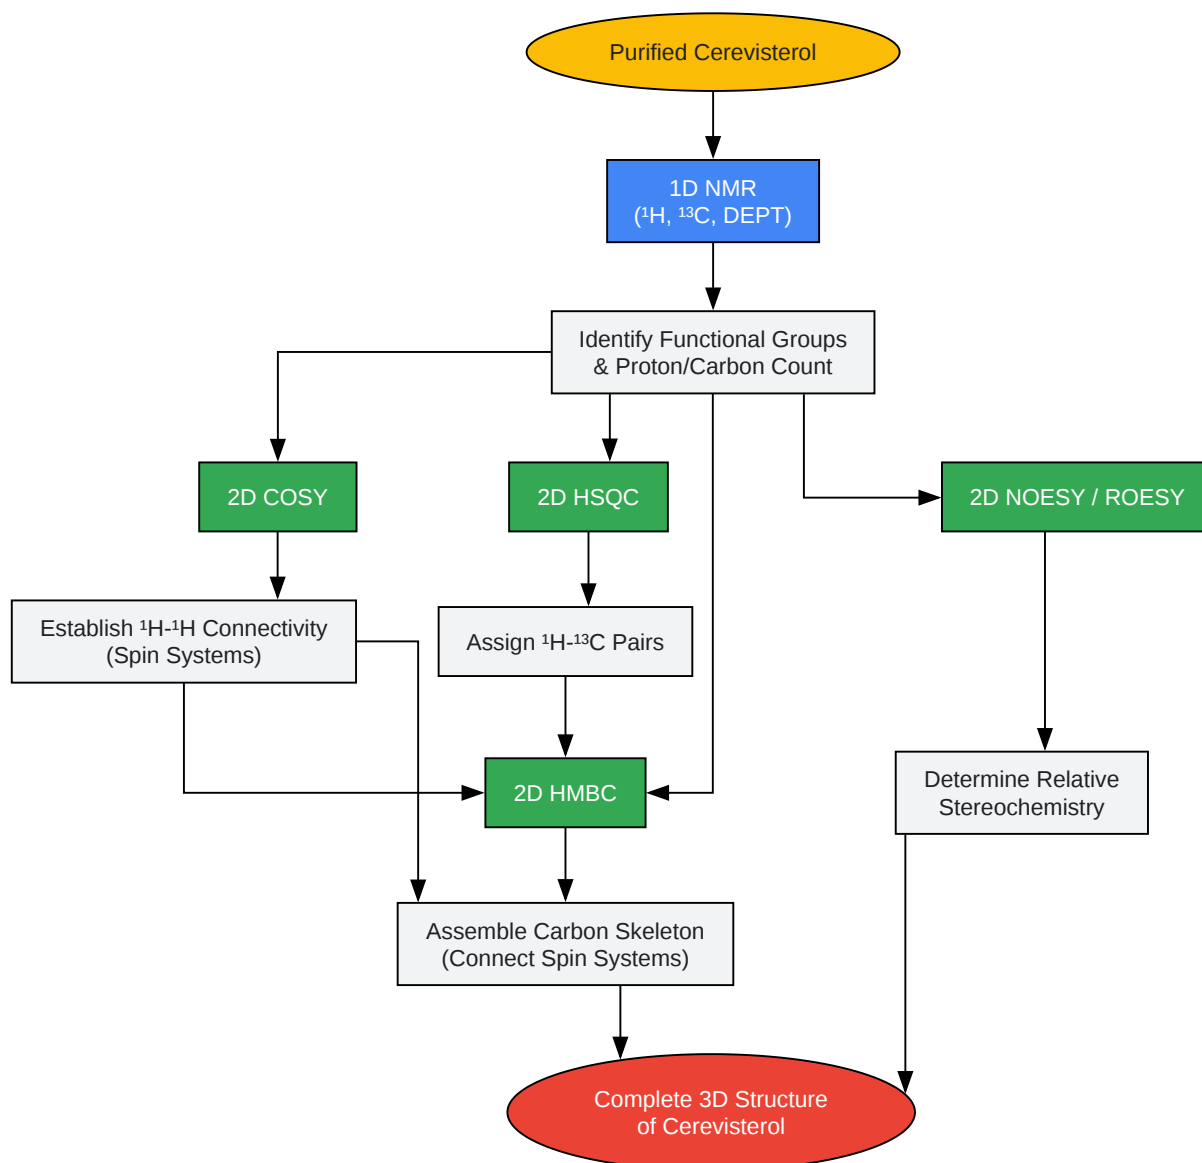 Purified Cerevisterol
1D NMR
(¹H, ¹³C, DEPT)
Identify Functional Groups
& Proton/Carbon Count
2D COSY
2D HSQC
2D NOESY / ROESY
Establish ¹H-¹H Connectivity
(Spin Systems)
Assign ¹H-¹³C Pairs
2D HMBC
Determine Relative
Stereochemistry
Assemble Carbon Skeleton
(Connect Spin Systems)
Complete 3D Structure
of Cerevisterol